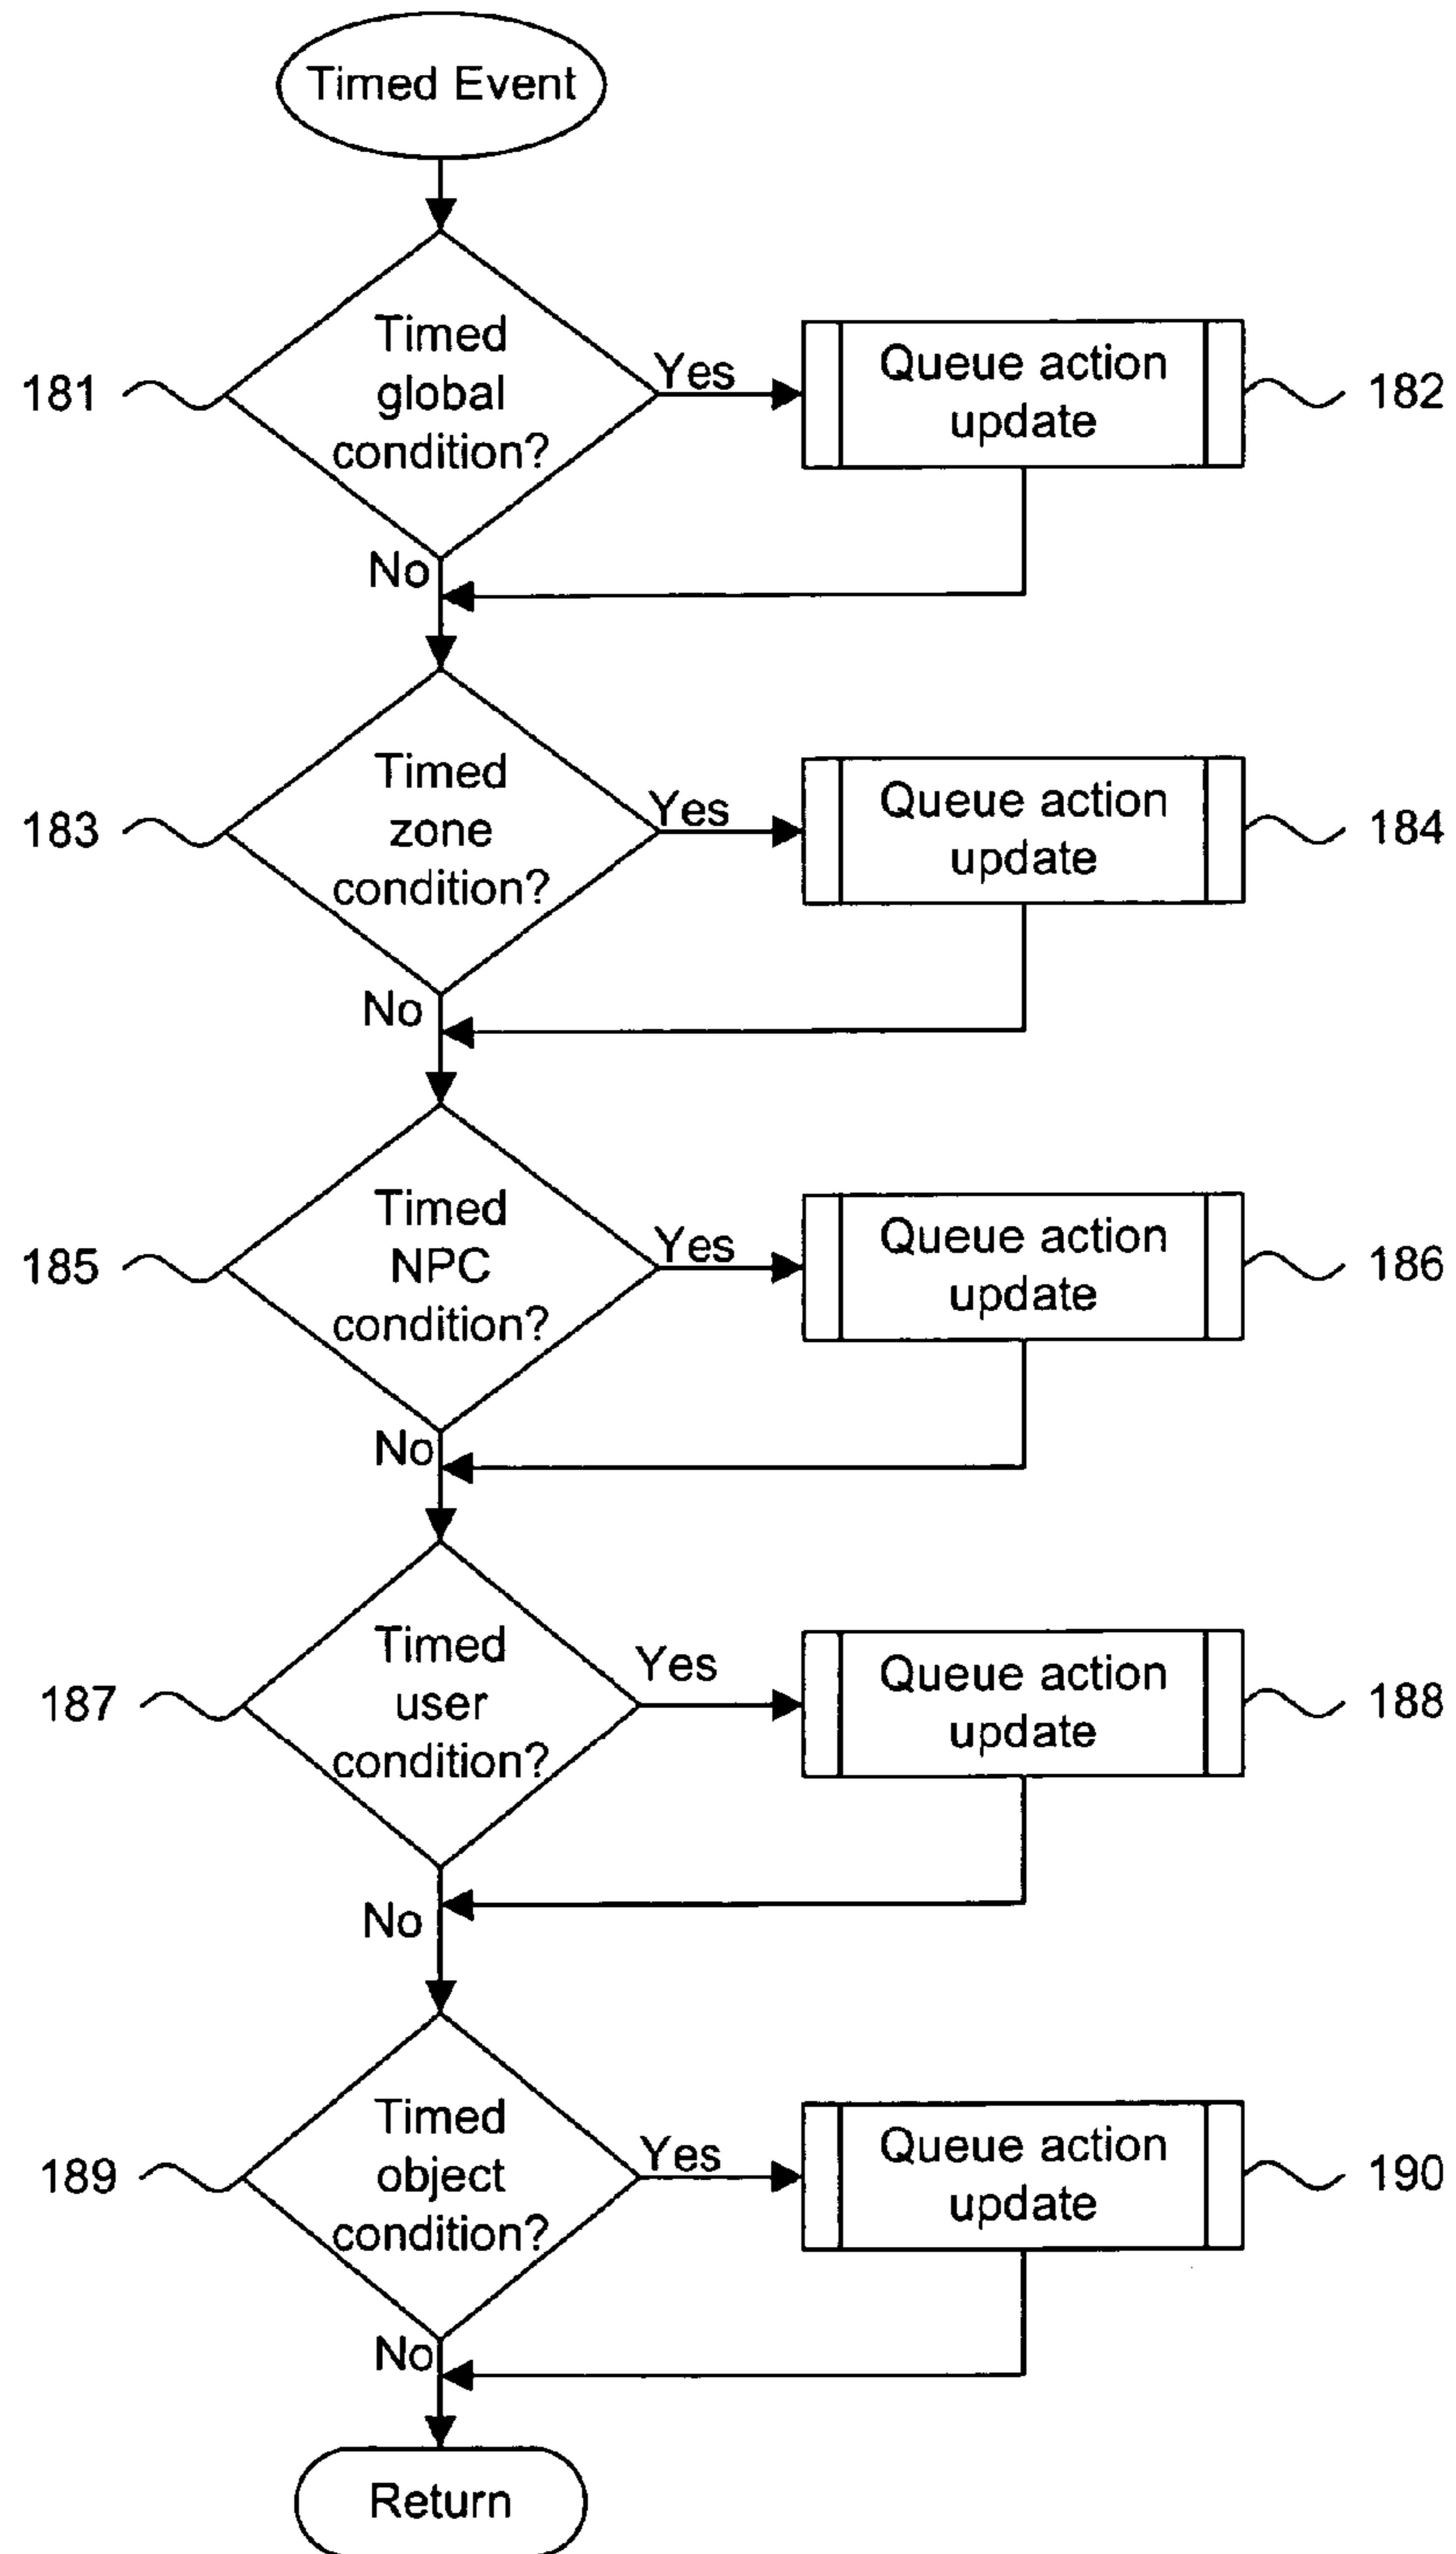 Timed Event
Timed
global
condition?
Yes
Queue action
update
181
182
No
Timed
zone
condition?
Yes
Queue action
update
183
184
No
Timed
NPC
condition?
Yes
Queue action
update
185
186
No
Timed
user
condition?
Yes
Queue action
update
187
188
No
Timed
object
condition?
Yes
Queue action
update
189
190
No
Return